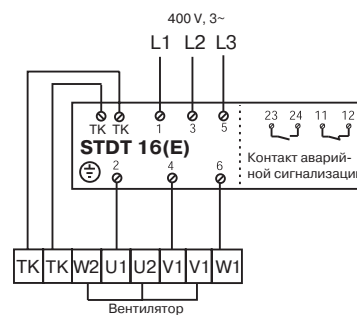 400 V, 3~
L1 L2 L3
TK TK 1 3 5 23 24 11 12
STDT 16(E)
2 4 6
Контакт аварий-
ной сигнализации
TK TK W2 U1 U2 V1 V1 W1
Вентилятор